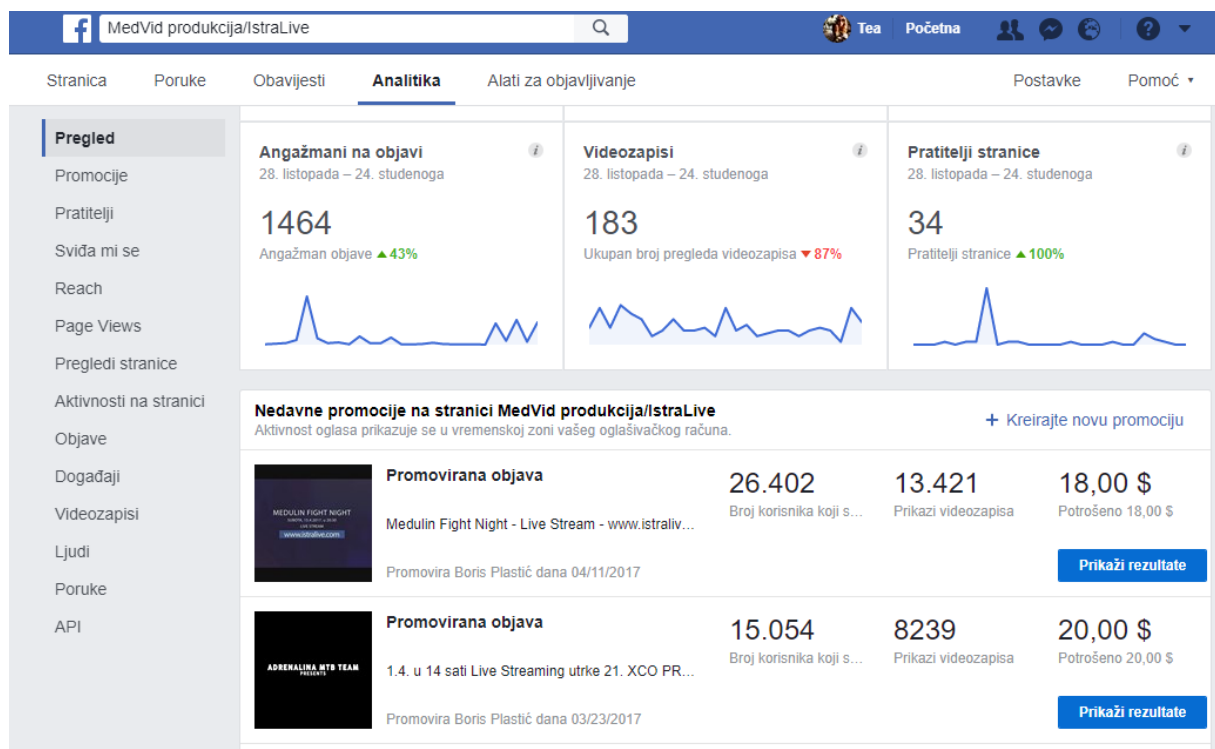 MedVid produkcija/IstraLive
Tea
Početna
Stranica Poruke Obavijesti Analitika Alati za objavljivanje Postavke Pomoć
Pregled
Promocije
Pratitelji
Sviđa mi se
Reach
Page Views
Pregledi stranice
Aktivnosti na stranici
Objave
Događaji
Videozapisi
Ljudi
Poruke
API
Angažmani na objavi
28. listopada – 24. studenoga
1464
Angažman objave ▲ 43%
Videozapisi
28. listopada – 24. studenoga
183
Ukupan broj pregleda videozapisa ▼ 87%
Pratitelji stranice
28. listopada – 24. studenoga
34
Pratitelji stranice ▲ 100%
Nedavne promocije na stranici MedVid produkcija/IstraLive
Aktivnost oglasa prikazuje se u vremenskoj zoni vašeg oglašivačkog računa.
+ Kreirajte novu promociju
MEDULIN FIGHT NIGHT
SUBOTA, 15.4.2017. u 20:30
LIVE STREAM
www.istralive.com
Promovirana objava
Medulin Fight Night - Live Stream - www.istraliv...
Promovira Boris Plastić dana 04/11/2017
26.402
Broj korisnika koji s...
13.421
Prikazi videozapisa
18,00 $
Potrošeno 18,00 $
Prikaži rezultate
ADRENALINA MTB TEAM
PRESENTS
Promovirana objava
1.4. u 14 sati Live Streaming utrke 21. XCO PR...
Promovira Boris Plastić dana 03/23/2017
15.054
Broj korisnika koji s...
8239
Prikazi videozapisa
20,00 $
Potrošeno 20,00 $
Prikaži rezultate